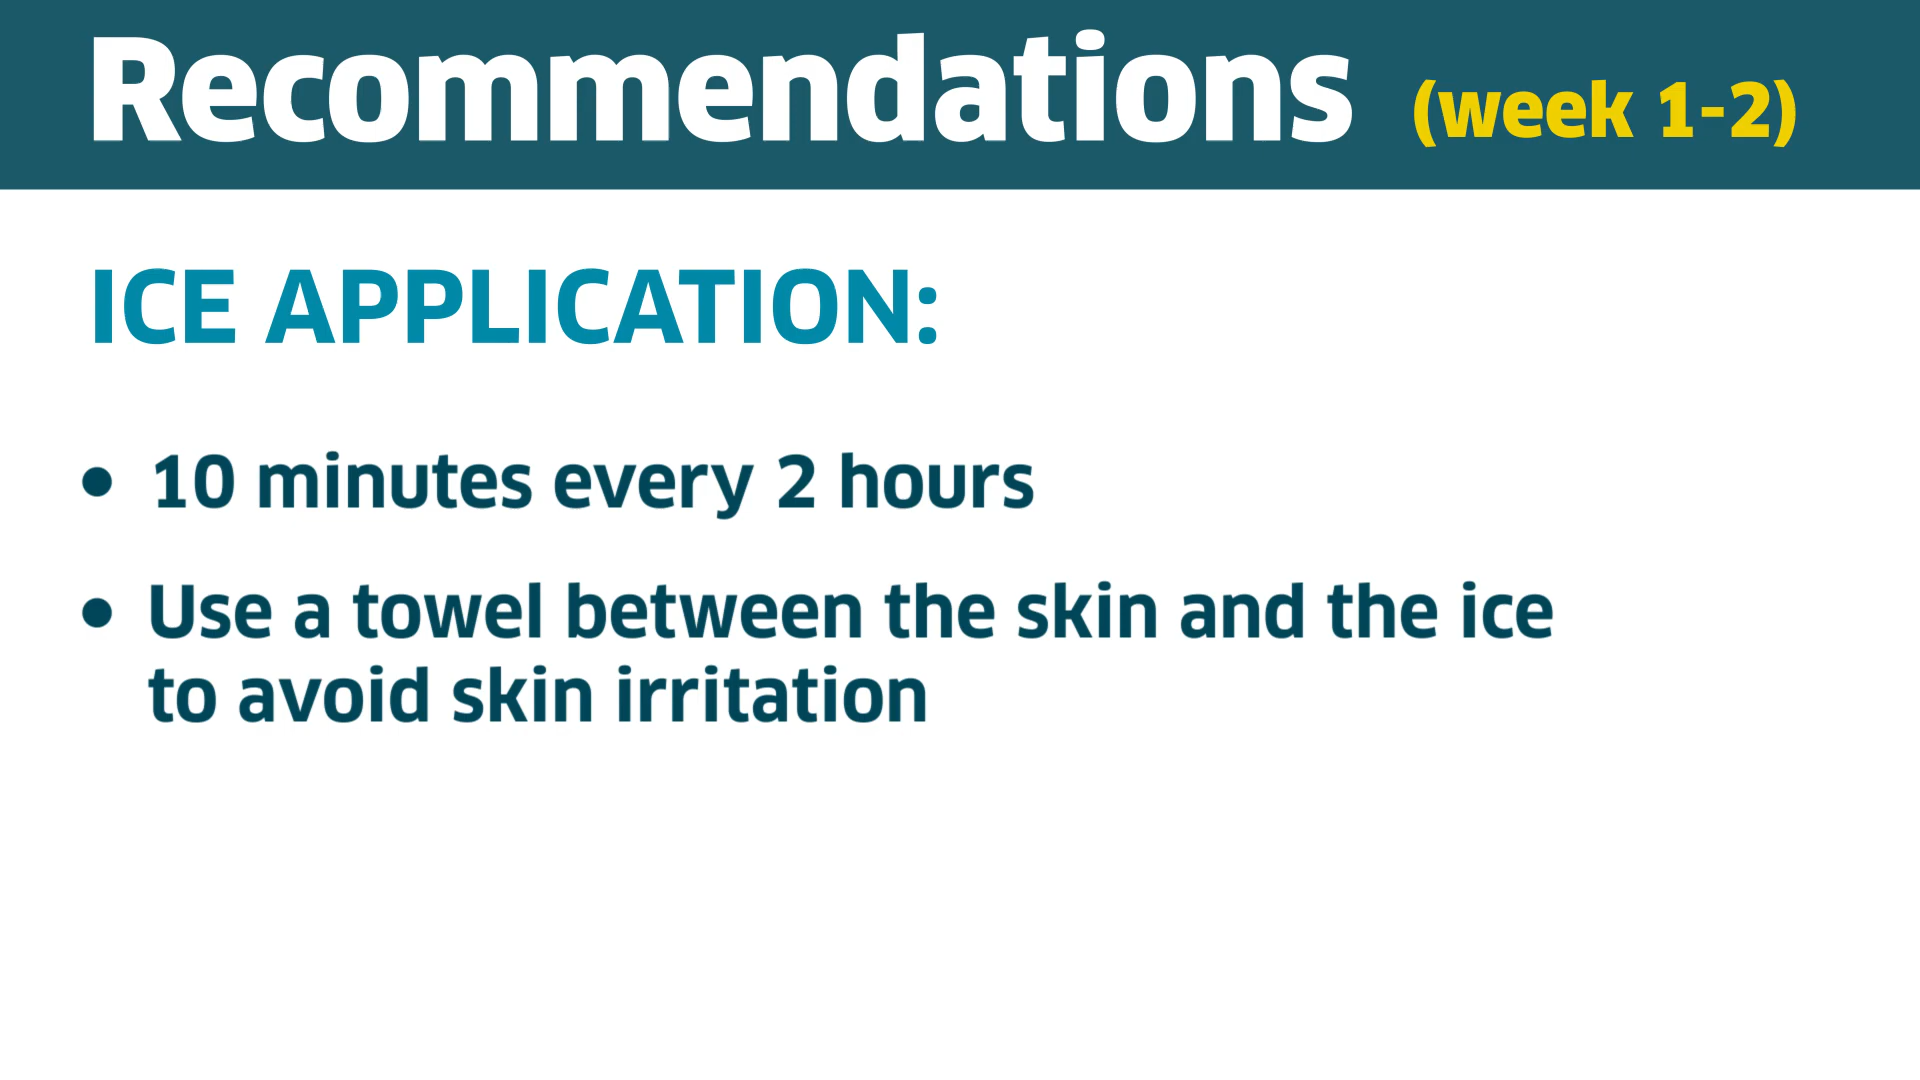 Recommendations (week 1-2)
ICE APPLICATION:
• 10 minutes every 2 hours
• Use a towel between the skin and the ice
to avoid skin irritation